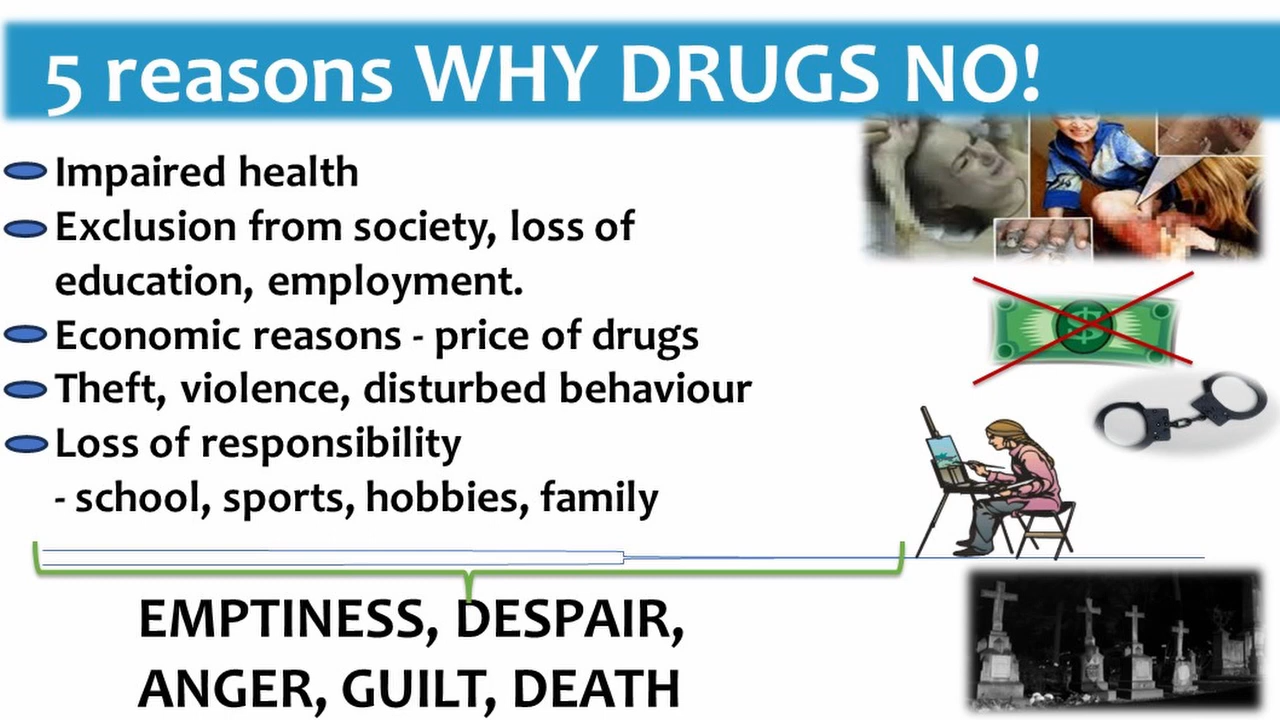 5 reasons WHY DRUGS NO!
Impaired health
Exclusion from society, loss of
education, employment.
Economic reasons - price of drugs
Theft, violence, disturbed behaviour
Loss of responsibility
- school, sports, hobbies, family
EMPTINESS, DESPAIR,
ANGER, GUILT, DEATH